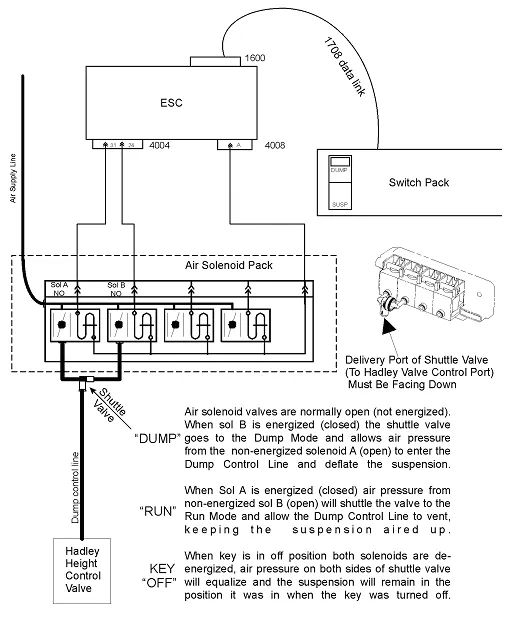 1600
1708 data link
ESC
31
24
4004
A
4008
DUMP
SUSP
Switch Pack
Air Supply Line
Air Solenoid Pack
Sol A
NO
Sol B
NO
Delivery Port of Shuttle Valve
(To Hadley Valve Control Port)
Must Be Facing Down
Shuttle
Valve
Dump control line
Hadley
Height
Control
Valve
“DUMP”
Air solenoid valves are normally open (not energized).
When sol B is energized (closed) the shuttle valve
goes to the Dump Mode and allows air pressure
from the non-energized solenoid A (open) to enter the
Dump Control Line and deflate the suspension.
“RUN”
When Sol A is energized (closed) air pressure from
non-energized sol B (open) will shuttle the valve to the
Run Mode and allow the Dump Control Line to vent,
keeping the suspension aired up.
KEY
“OFF”
When key is in off position both solenoids are de-
energized, air pressure on both sides of shuttle valve
will equalize and the suspension will remain in the
position it was in when the key was turned off.